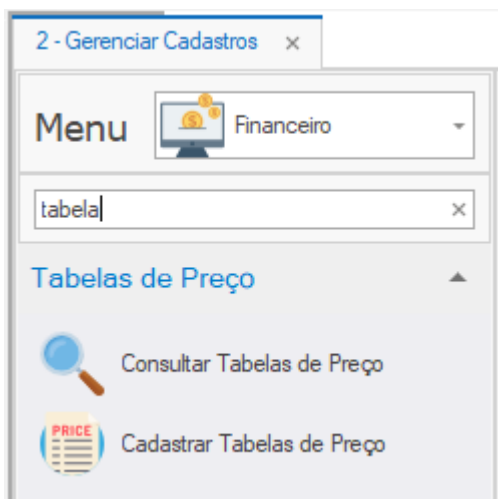 2 - Gerenciar Cadastros ×
Menu Financeiro
tabela
Tabelas de Preço
Consultar Tabelas de Preço
PRICE
Cadastrar Tabelas de Preço